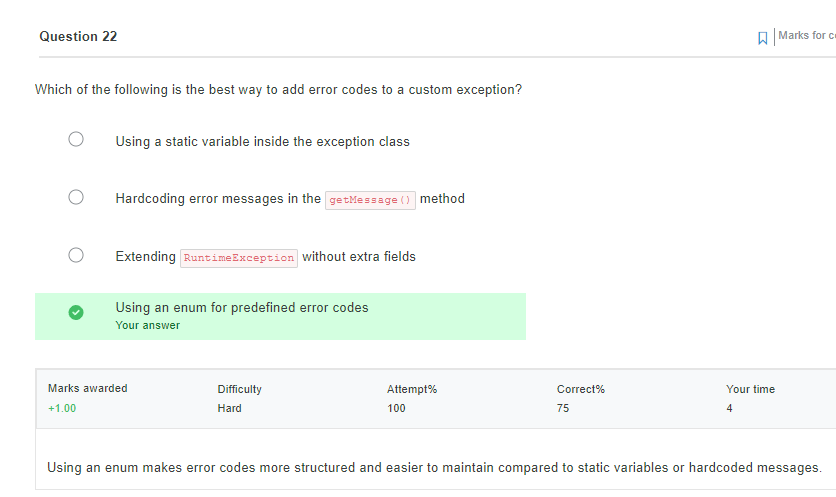 Question 22
Marks for c
Which of the following is the best way to add error codes to a custom exception?
Using a static variable inside the exception class
Hardcoding error messages in the getMessage() method
Extending RuntimeException without extra fields
Using an enum for predefined error codes
Your answer
Marks awarded Difficulty Attempt% Correct% Your time
+1.00 Hard 100 75 4
Using an enum makes error codes more structured and easier to maintain compared to static variables or hardcoded messages.